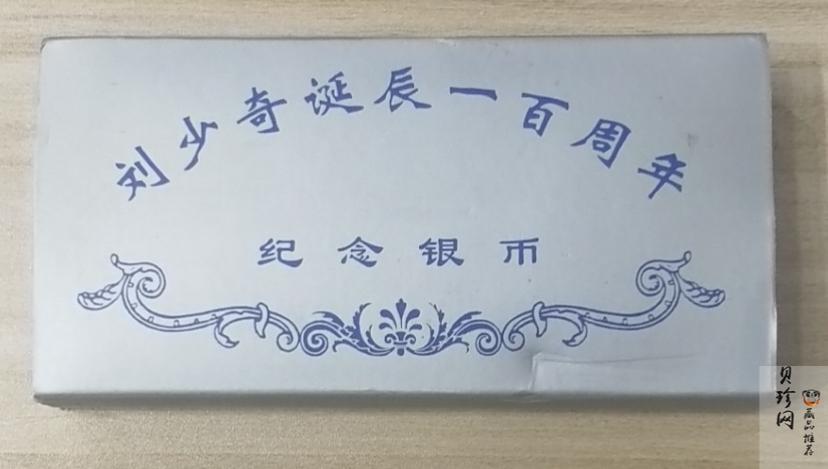 刘少奇诞辰一百周年
纪念银币
贝珍网
藏品推荐